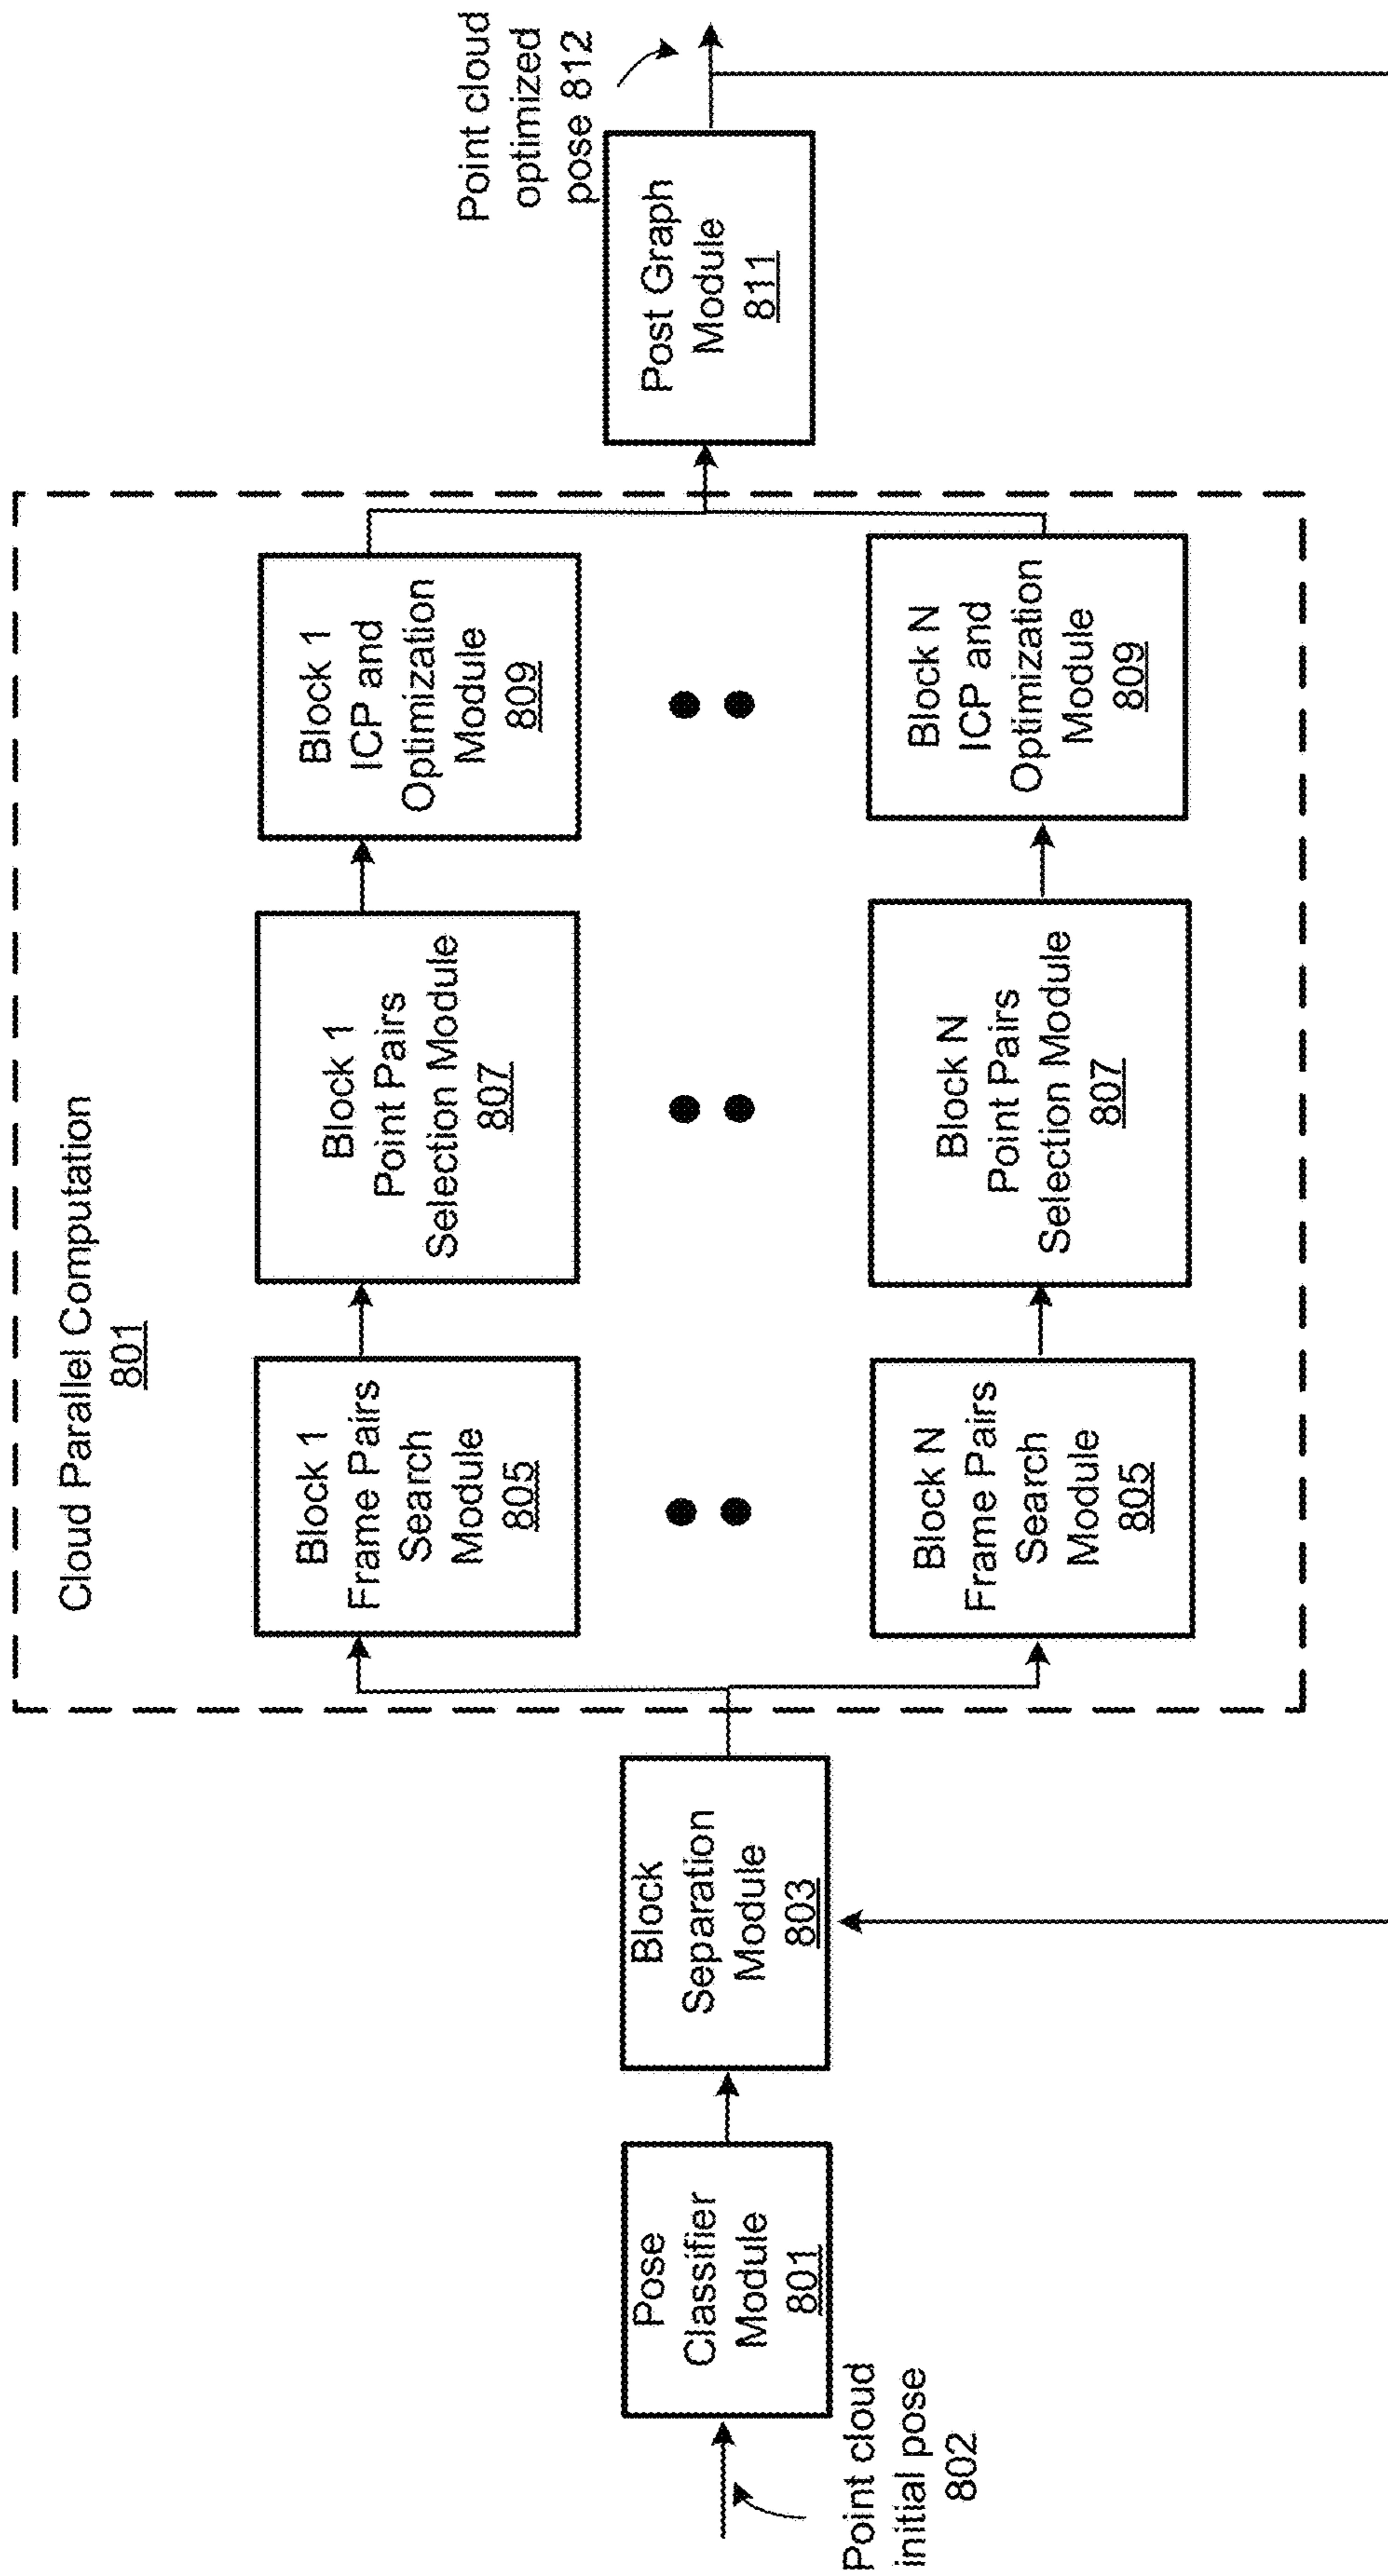 Point cloud
initial pose
802
Pose
Classifier
Module
801
Block
Separation
Module
803
Cloud Parallel Computation
801
Block 1
Frame Pairs
Search
Module
805
Block 1
Point Pairs
Selection Module
807
Block 1
ICP and
Optimization
Module
809
Block N
Frame Pairs
Search
Module
805
Block N
Point Pairs
Selection Module
807
Block N
ICP and
Optimization
Module
809
Post Graph
Module
811
Point cloud
optimized
pose 812